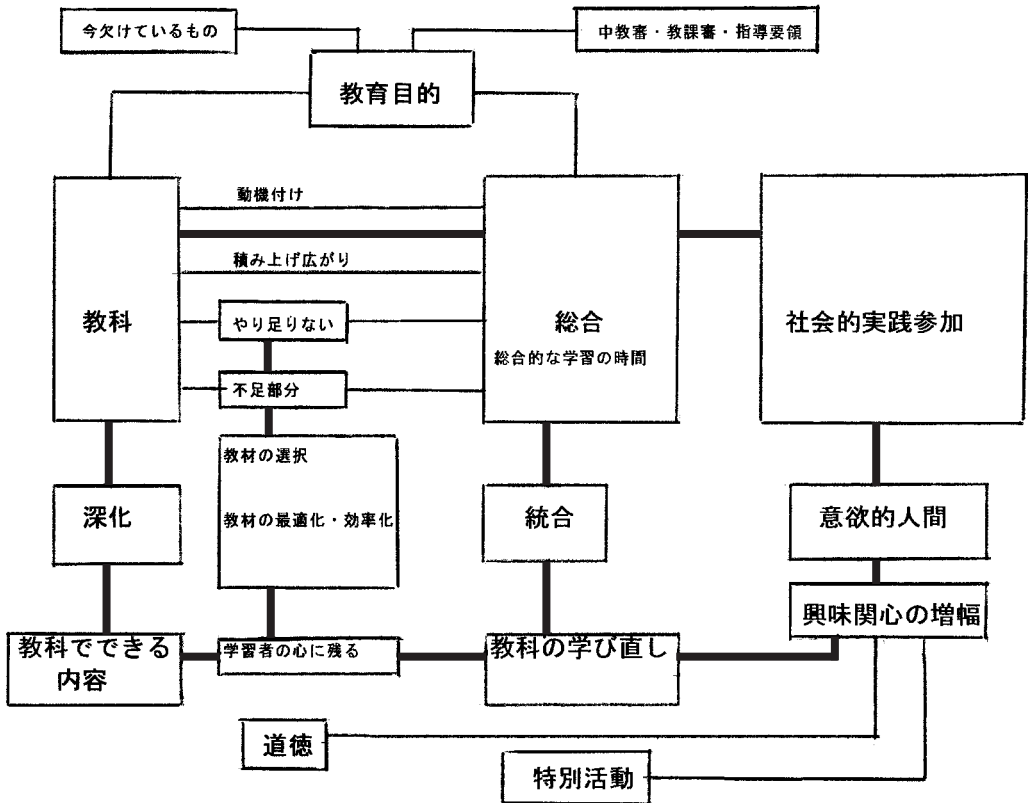 今欠けているもの
中教審・教課審・指導要領
教育目的
動機付け
積み上げ広がり
教科
やり足りない
総合
総合的な学習の時間
社会的実践参加
不足部分
教材の選択
教材の最適化・効率化
深化
統合
意欲的人間
興味関心の増幅
教科でできる
内容
学習者の心に残る
教科の学び直し
道徳
特別活動